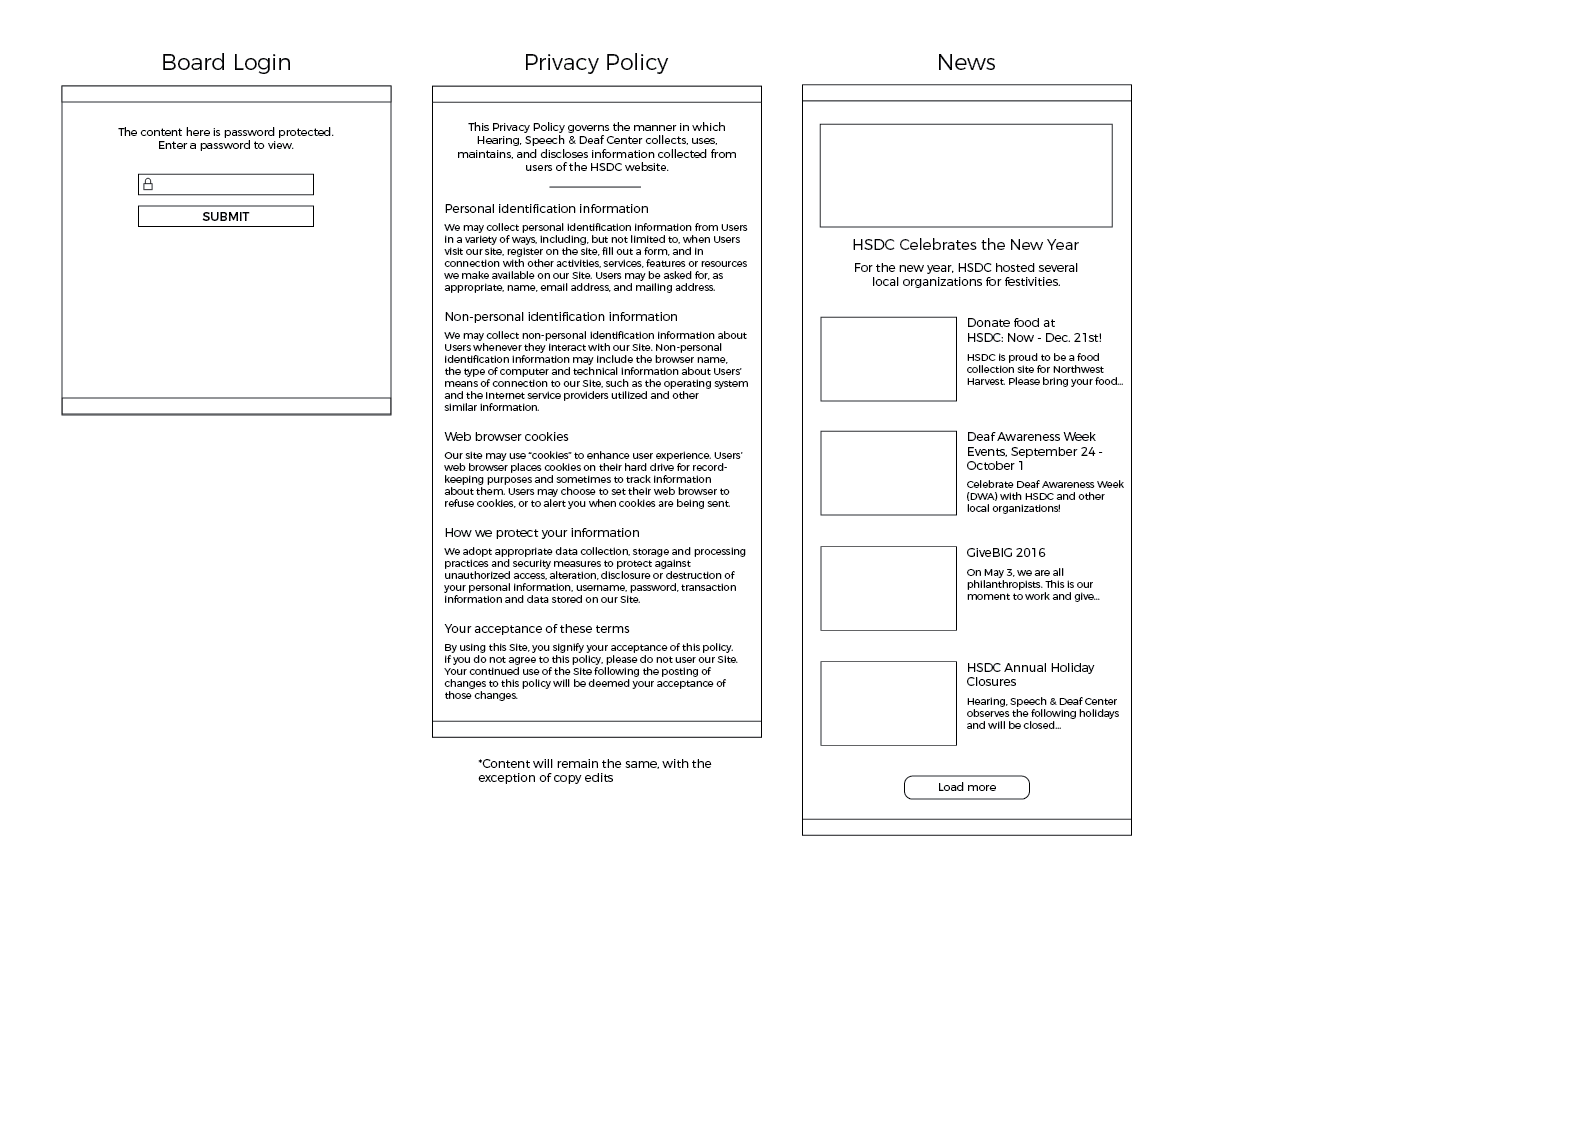 Board Login
The content here is password protected.
Enter a password to view.
SUBMIT
Privacy Policy
This Privacy Policy governs the manner in which
Hearing, Speech & Deaf Center collects, uses,
maintains, and discloses information collected from
users of the HSDC website.
Personal identification information
We may collect personal identification information from Users
in a variety of ways, including, but not limited to, when Users
visit our site, register on the site, fill out a form, and in
connection with other activities, services, features or resources
we make available on our Site. Users may be asked for, as
appropriate, name, email address, and mailing address.
Non-personal identification information
We may collect non-personal identification information about
Users whenever they interact with our Site. Non-personal
identification information may include the browser name,
the type of computer and technical information about Users’
means of connection to our Site, such as the operating system
and the Internet service providers utilized and other
similar information.
Web browser cookies
Our site may use “cookies” to enhance user experience. Users’
web browser places cookies on their hard drive for record-
keeping purposes and sometimes to track information
about them. Users may choose to set their web browser to
refuse cookies, or to alert you when cookies are being sent.
How we protect your information
We adopt appropriate data collection, storage and processing
practices and security measures to protect against
unauthorized access, alteration, disclosure or destruction of
your personal information, username, password, transaction
information and data stored on our Site.
Your acceptance of these terms
By using this Site, you signify your acceptance of this policy.
if you do not agree to this policy, please do not user our Site.
Your continued use of the Site following the posting of
changes to this policy will be deemed your acceptance of
those changes.
*Content will remain the same, with the
exception of copy edits
News
HSDC Celebrates the New Year
For the new year, HSDC hosted several
local organizations for festivities.
Donate food at
HSDC: Now - Dec. 21st!
HSDC is proud to be a food
collection site for Northwest
Harvest. Please bring your food...
Deaf Awareness Week
Events, September 24 -
October 1
Celebrate Deaf Awareness Week
(DWA) with HSDC and other
local organizations!
GiveBIG 2016
On May 3, we are all
philanthropists. This is our
moment to work and give...
HSDC Annual Holiday
Closures
Hearing, Speech & Deaf Center
observes the following holidays
and will be closed...
Load more